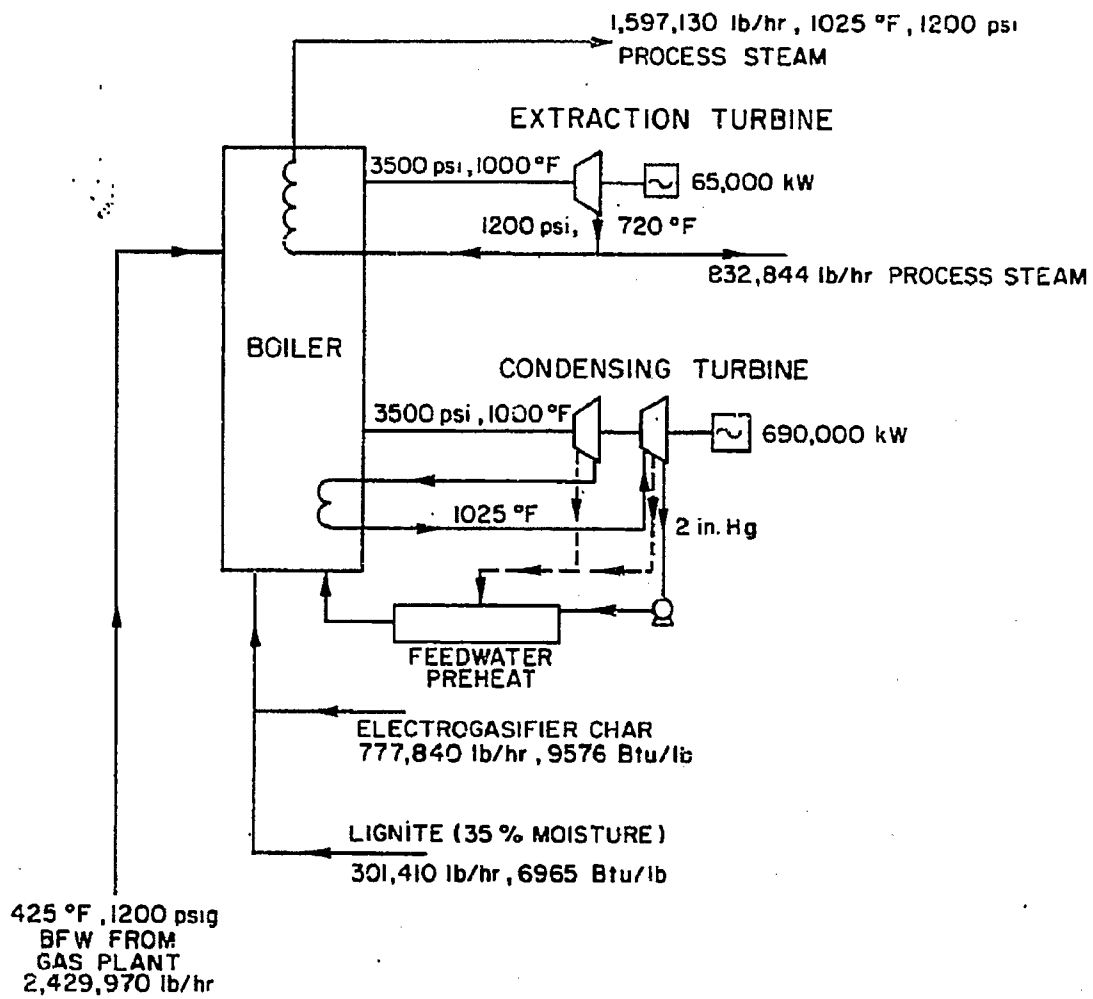 1,597,130 lb/hr, 1025 °F, 1200 psi
PROCESS STEAM
EXTRACTION TURBINE
3500 psi, 1000 °F
65,000 kW
1200 psi, 720 °F
832,844 lb/hr PROCESS STEAM
BOILER
CONDENSING TURBINE
3500 psi, 1000 °F
690,000 kW
1025 °F
2 in. Hg
FEEDWATER
PREHEAT
ELECTROGASIFIER CHAR
777,840 lb/hr, 9576 Btu/lb
LIGNITE (35% MOISTURE)
301,410 lb/hr, 6965 Btu/lb
425 °F, 1200 psig
BFW FROM
GAS PLANT
2,429,970 lb/hr